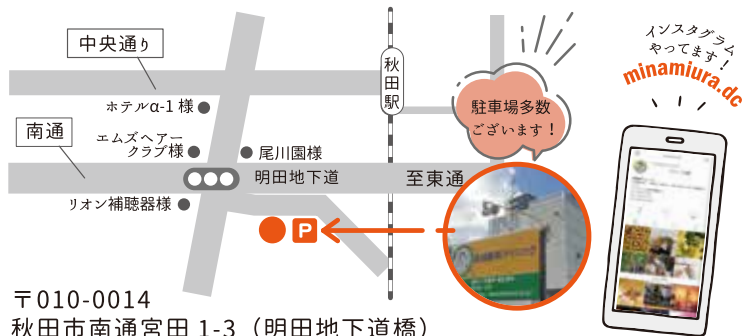 中央通り
秋田駅
ホテルα-1 様
南通
エムズヘアー
クラブ様
尾川園様
明田地下道
至東通
リオン補聴器様
P
駐車場多数
ございます！
インスタグラム
やってます！
minamiura.dc
〒010-0014
秋田市南通宮田 1-3（明田地下道橋）